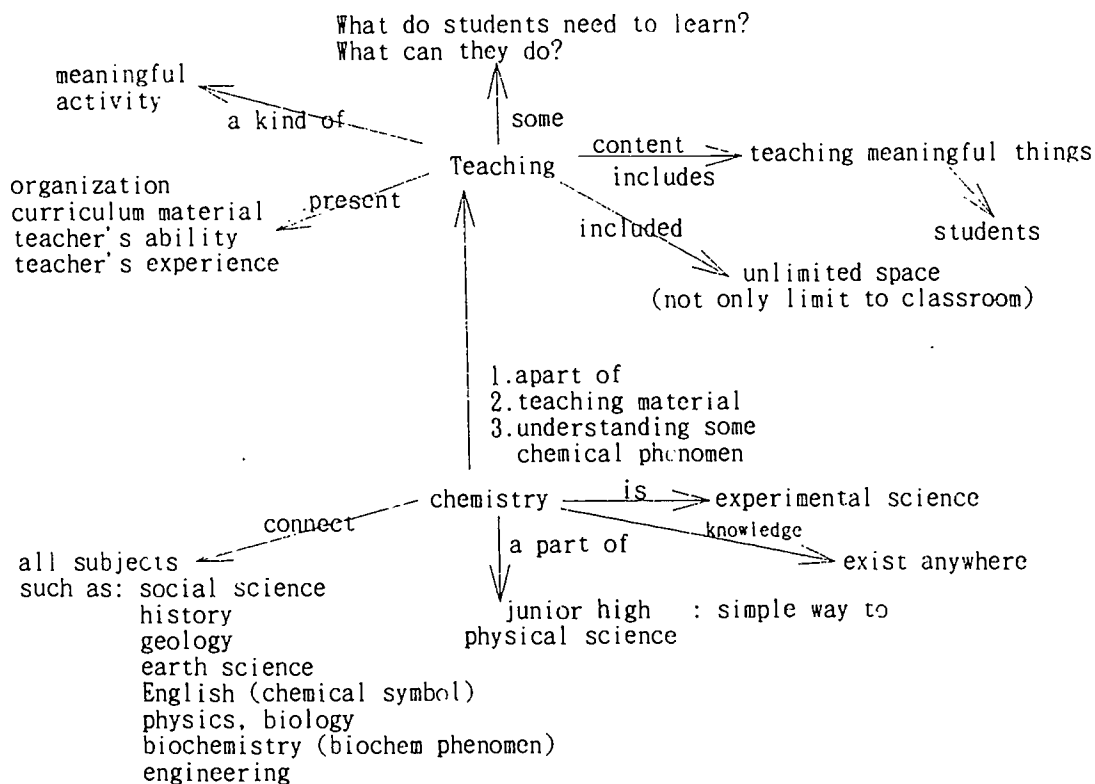 What do students need to learn?
What can they do?
meaningful
activity
a kind of
some
Teaching
content
includes
teaching meaningful things
students
organization
curriculum material
teacher's ability
teacher's experience
present
included
unlimited space
(not only limit to classroom)
1.apart of
2.teaching material
3.understanding some
chemical phenomen
chemistry
is
experimental science
connect
knowledge
exist anywhere
a part of
all subjects
such as: social science
history
geology
earth science
English (chemical symbol)
physics, biology
biochemistry (biochem phenomen)
engineering
junior high : simple way to
physical science